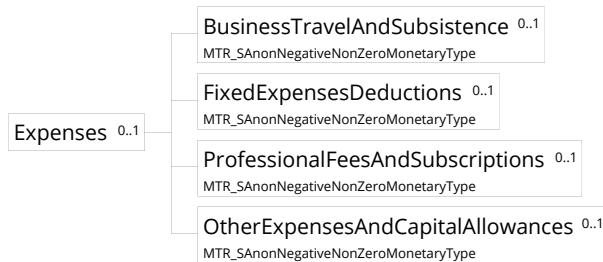 BusinessTravelAndSubsistence 0..1
MTR_SAnonNegativeNonZeroMonetaryType
FixedExpensesDeductions 0..1
MTR_SAnonNegativeNonZeroMonetaryType
Expenses 0..1
ProfessionalFeesAndSubscriptions 0..1
MTR_SAnonNegativeNonZeroMonetaryType
OtherExpensesAndCapitalAllowances 0..1
MTR_SAnonNegativeNonZeroMonetaryType